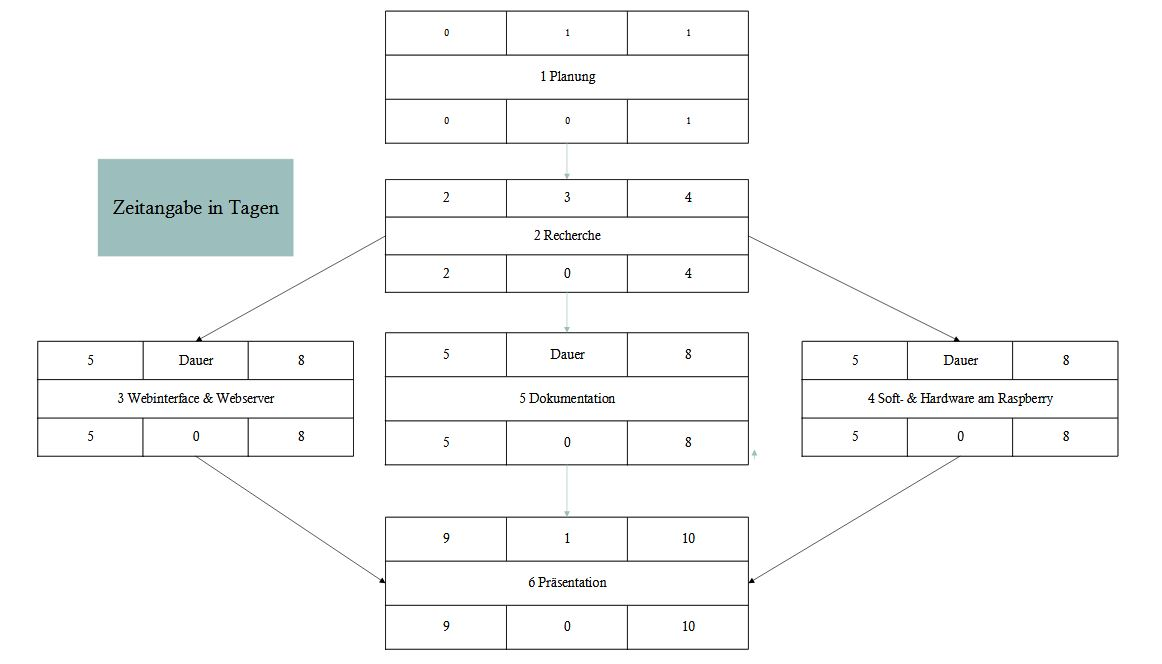 0 1 1
1 Planung
0 0 1
Zeitangabe in Tagen
2 3 4
2 Recherche
2 0 4
5 Dauer 8
3 Webinterface & Webserver
5 0 8
5 Dauer 8
5 Dokumentation
5 0 8
5 Dauer 8
4 Soft- & Hardware am Raspberry
5 0 8
9 1 10
6 Präsentation
9 0 10